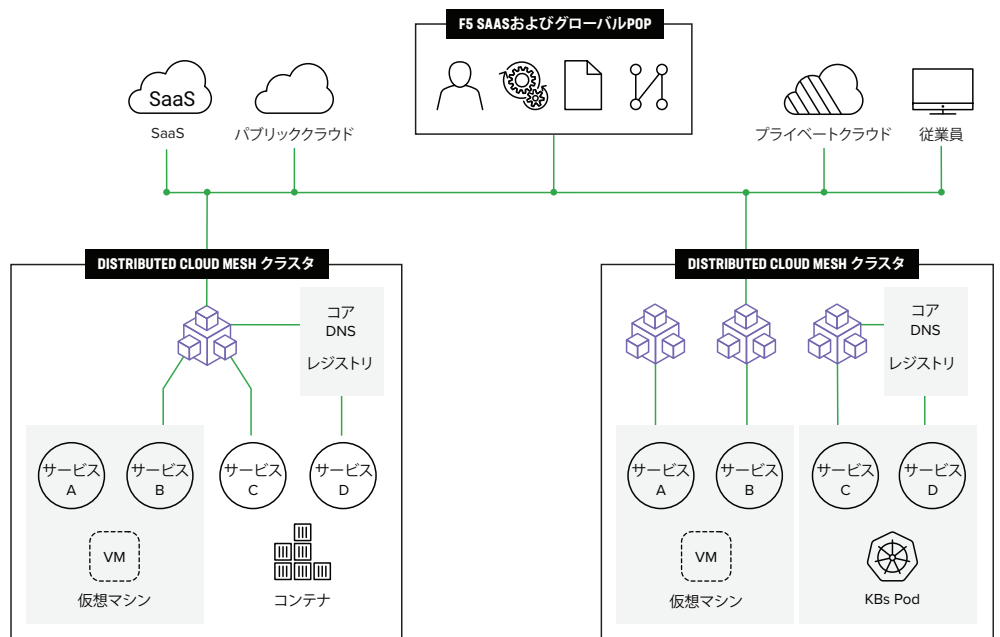 F5 SAASおよびグローバルPOP
SaaS
SaaS
パブリッククラウド
プライベートクラウド
従業員
DISTRIBUTED CLOUD MESH クラスタ
コア
DNS
レジストリ
サービス
A
サービス
B
サービス
C
サービス
D
VM
仮想マシン
コンテナ
DISTRIBUTED CLOUD MESH クラスタ
コア
DNS
レジストリ
サービス
A
サービス
B
サービス
C
サービス
D
VM
仮想マシン
KBs Pod